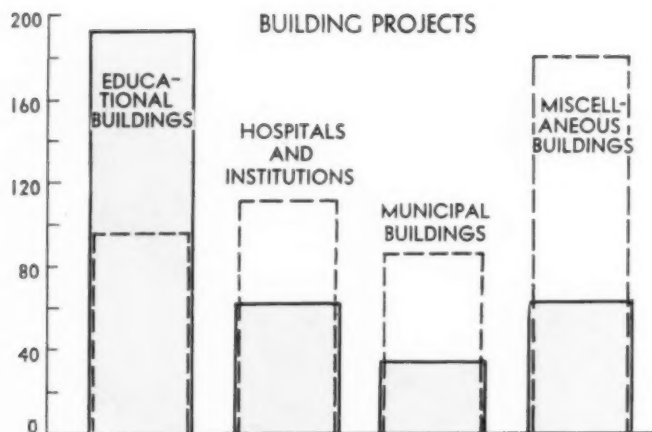 BUILDING PROJECTS
200
160
120
80
40
0
EDUCA-
TIONAL
BUILDINGS
HOSPITALS
AND
INSTITUTIONS
MUNICIPAL
BUILDINGS
MISCELL-
ANEOUS
BUILDINGS